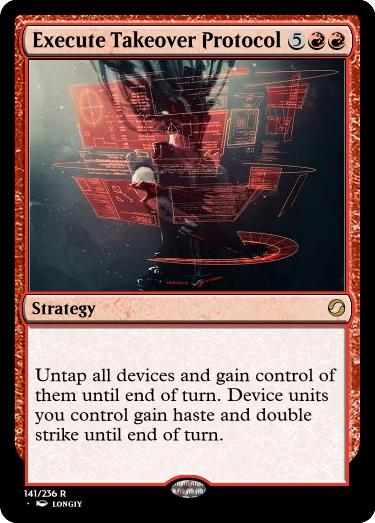 Execute Takeover Protocol 5
Strategy
Untap all devices and gain control of
them until end of turn. Device units
you control gain haste and double
strike until end of turn.
141/236 R
LONGIY